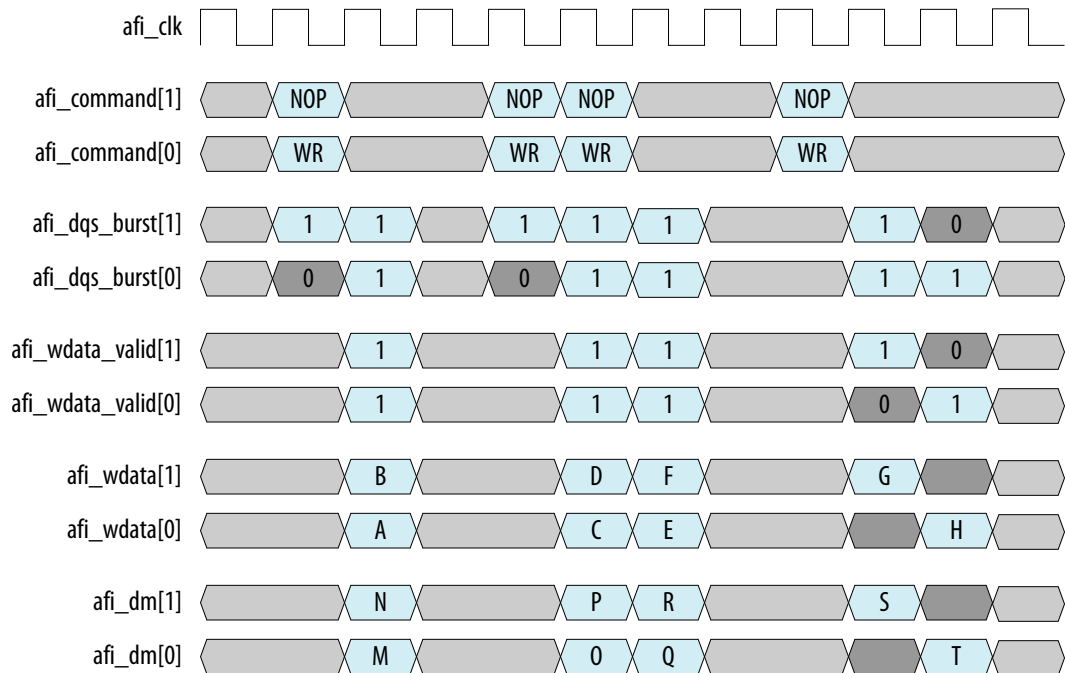 afi_clk
afi_command[1] NOP NOP NOP NOP
afi_command[0] WR WR WR WR
afi_dqs_burst[1] 1 1 1 1 1 1 0
afi_dqs_burst[0] 0 1 0 1 1 1 1
afi_wdata_valid[1] 1 1 1 1 0
afi_wdata_valid[0] 1 1 1 0 1
afi_wdata[1] B D F G
afi_wdata[0] A C E H
afi_dm[1] N P R S
afi_dm[0] M O Q T